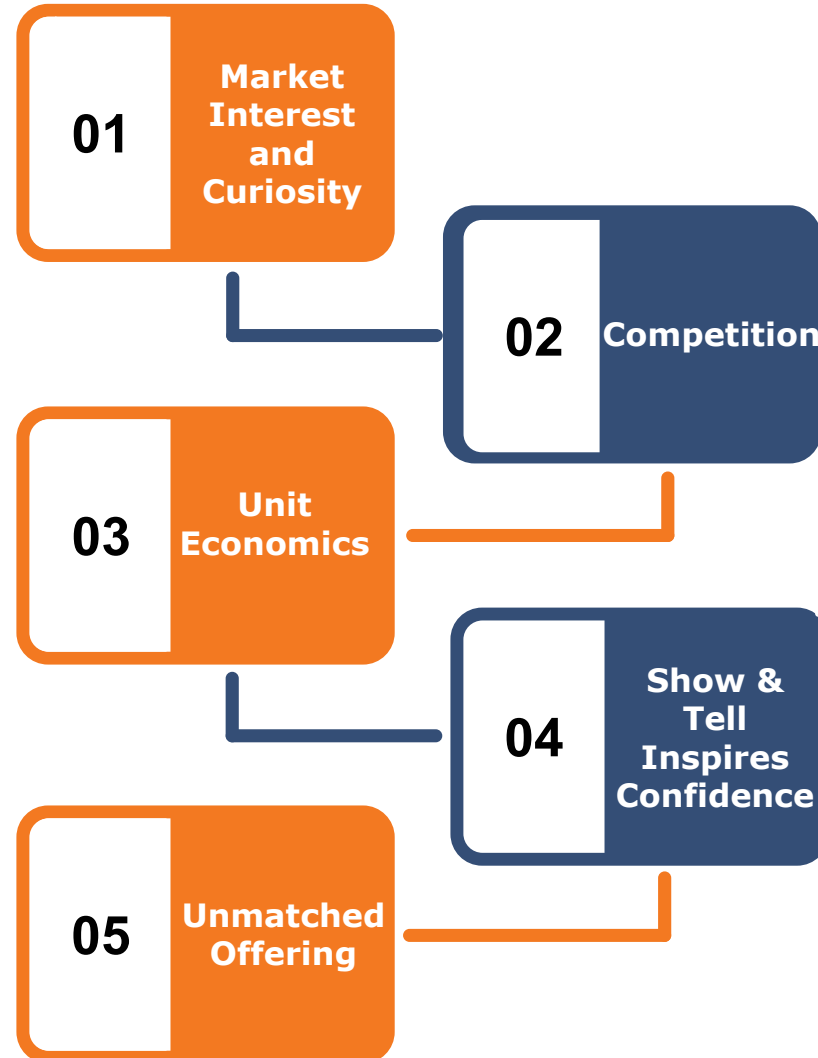 01
Market
Interest
and
Curiosity
02
Competition
03
Unit
Economics
04
Show &
Tell
Inspires
Confidence
05
Unmatched
Offering